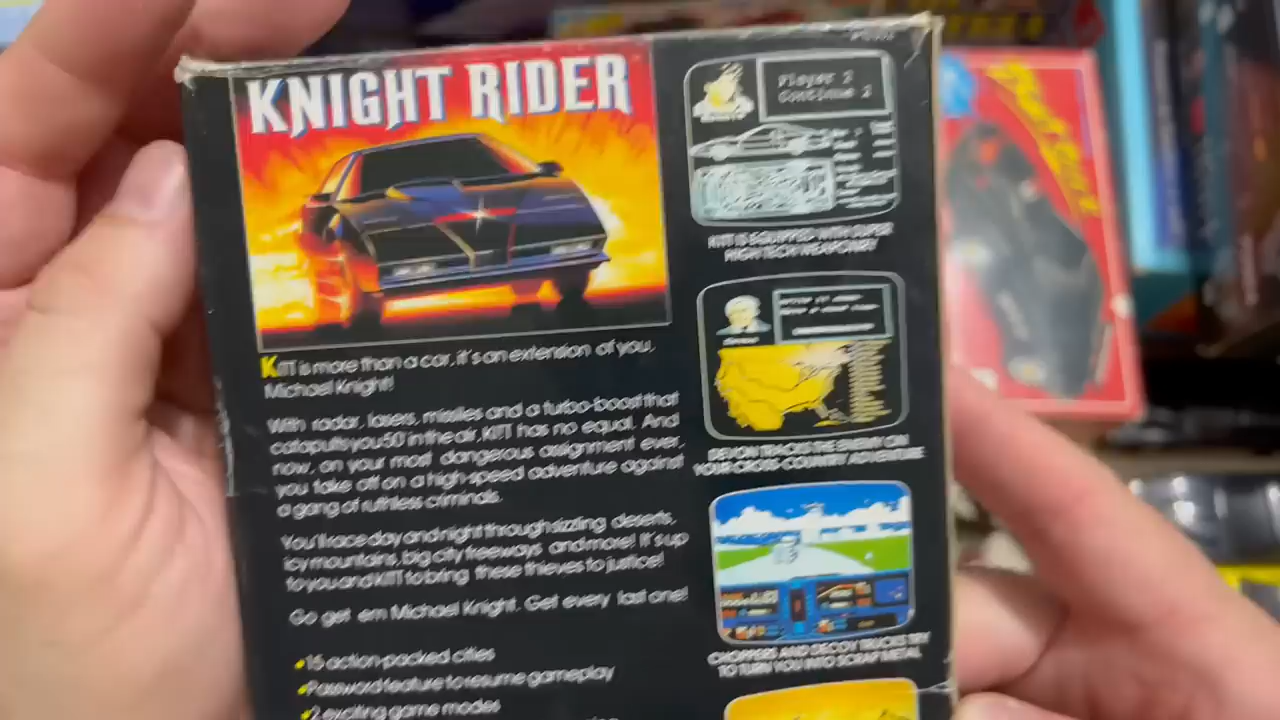 KNIGHT RIDER
KITT is more than a car, it's an extension of you,
Michael Knight!
With radar, lasers, missiles and a turbo-boost that
catapults you 50 in the air, KITT has no equal. And
now, on your most dangerous assignment ever,
you take off on a high-speed adventure against
a gang of ruthless criminals.
You'll race day and night through sizzling deserts,
icy mountains, big city freeways and more! It's up
to you and KITT to bring these thieves to justice!
Go get em Michael Knight. Get every last one!
15 action-packed cities
Password feature to resume gameplay
2 exciting game modes
Player
Continue
KITT IS EQUIPPED WITH SUPER
HIGH TECH WEAPONRY!
DEVON TRACKS THE ENEMY ON
YOUR CROSS-COUNTRY ADVENTURE
CHOPPERS AND DECOY TRUCKS TRY
TO TURN YOU INTO SCRAP METAL